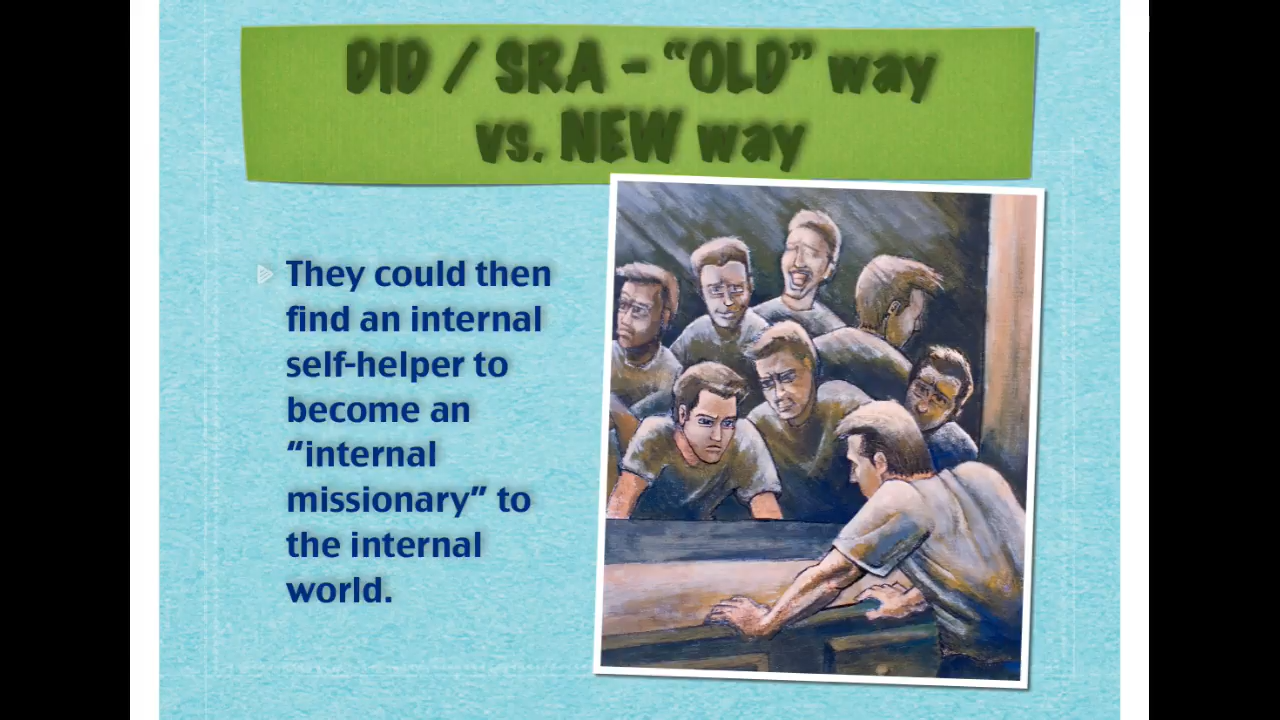 DID / SRA - “OLD” way
vs. NEW way
They could then
find an internal
self-helper to
become an
“internal
missionary” to
the internal
world.